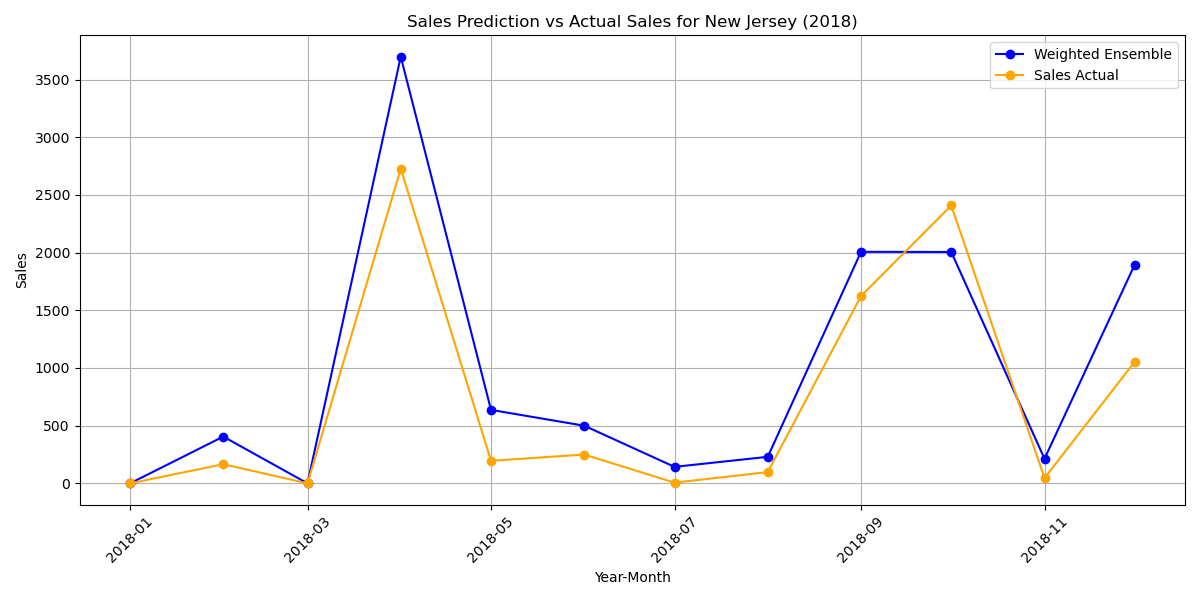 Sales Prediction vs Actual Sales for New Jersey (2018)
Weighted Ensemble
Sales Actual
Sales
3500
3000
2500
2000
1500
1000
500
0
2018-01
2018-03
2018-05
2018-07
2018-09
2018-11
Year-Month